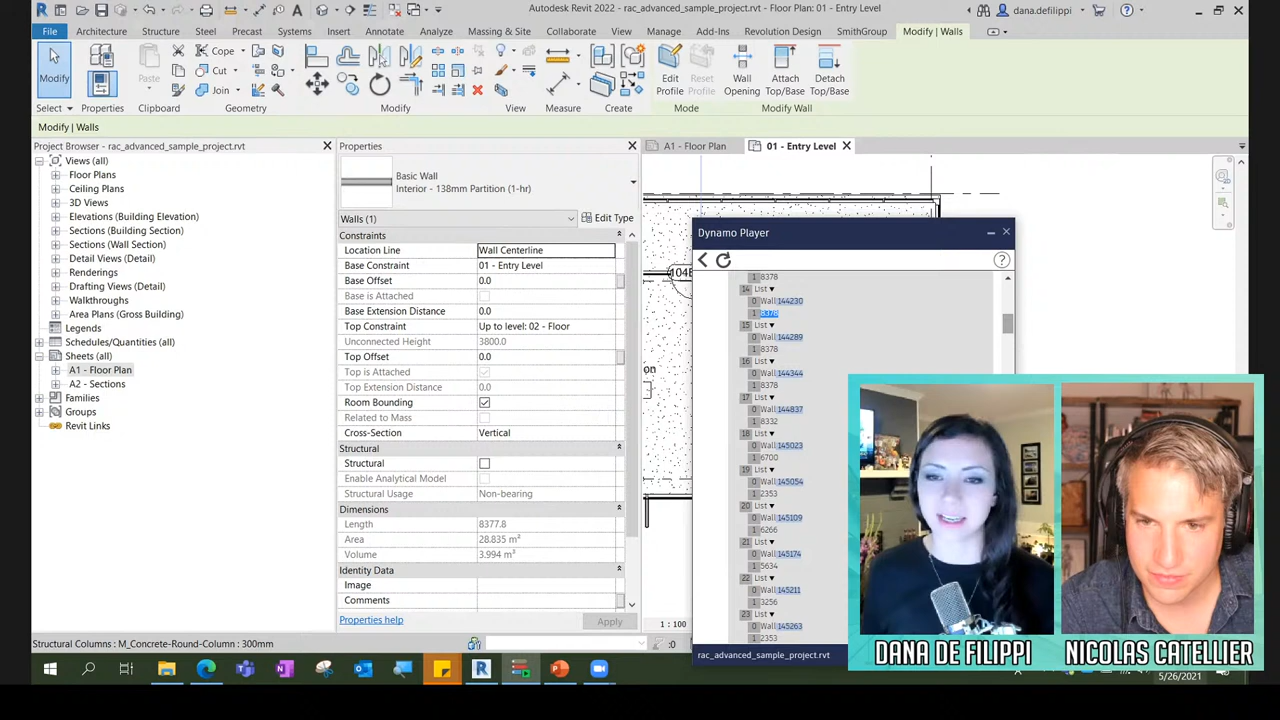 Autodesk Revit 2022 - rac_advanced_sample_project.rvt - Floor Plan: 01 - Entry Level
dana.defilippi
File Architecture Structure Steel Precast Systems Insert Annotate Analyze Massing & Site Collaborate View Manage Add-Ins Revolution Design SmithGroup Modify | Walls
Cope
Cut
Join
Modify
Properties
Paste
Edit Profile
Reset Profile
Wall Opening
Attach Top/Base
Detach Top/Base
Select Properties Clipboard Geometry Modify View Measure Create Mode Modify Wall
Modify | Walls
Project Browser - rac_advanced_sample_project.rvt
Views (all)
Floor Plans
Ceiling Plans
3D Views
Elevations (Building Elevation)
Sections (Building Section)
Sections (Wall Section)
Detail Views (Detail)
Renderings
Drafting Views (Detail)
Walkthroughs
Area Plans (Gross Building)
Legends
Schedules/Quantities (all)
Sheets (all)
A1 - Floor Plan
A2 - Sections
Families
Groups
Revit Links
Properties
Basic Wall
Interior - 138mm Partition (1-hr)
Walls (1)
Edit Type
Constraints
Location Line Wall Centerline
Base Constraint 01 - Entry Level
Base Offset 0.0
Base is Attached
Base Extension Distance 0.0
Top Constraint Up to level: 02 - Floor
Unconnected Height 3800.0
Top Offset 0.0
Top is Attached
Top Extension Distance 0.0
Room Bounding
Related to Mass
Cross-Section Vertical
Structural
Structural
Enable Analytical Model
Structural Usage Non-bearing
Dimensions
Length 8377.8
Area 28.835 m²
Volume 3.994 m³
Identity Data
Image
Comments
Properties help
Apply
A1 - Floor Plan
01 - Entry Level
1 : 100
Dynamo Player
1 8378
14 List
0 Wall 144230
1 8378
15 List
0 Wall 144289
1 8378
16 List
0 Wall 144344
1 8378
17 List
0 Wall 144837
1 8332
18 List
0 Wall 145023
1 6700
19 List
0 Wall 145054
1 2353
20 List
0 Wall 145109
1 6266
21 List
0 Wall 145174
1 5634
22 List
0 Wall 145211
1 3256
23 List
0 Wall 145263
1 2353
rac_advanced_sample_project.rvt
DANA DE FILIPPI
NICOLAS CATELLIER
Structural Columns : M_Concrete-Round-Column : 300mm
:0
5/26/2021